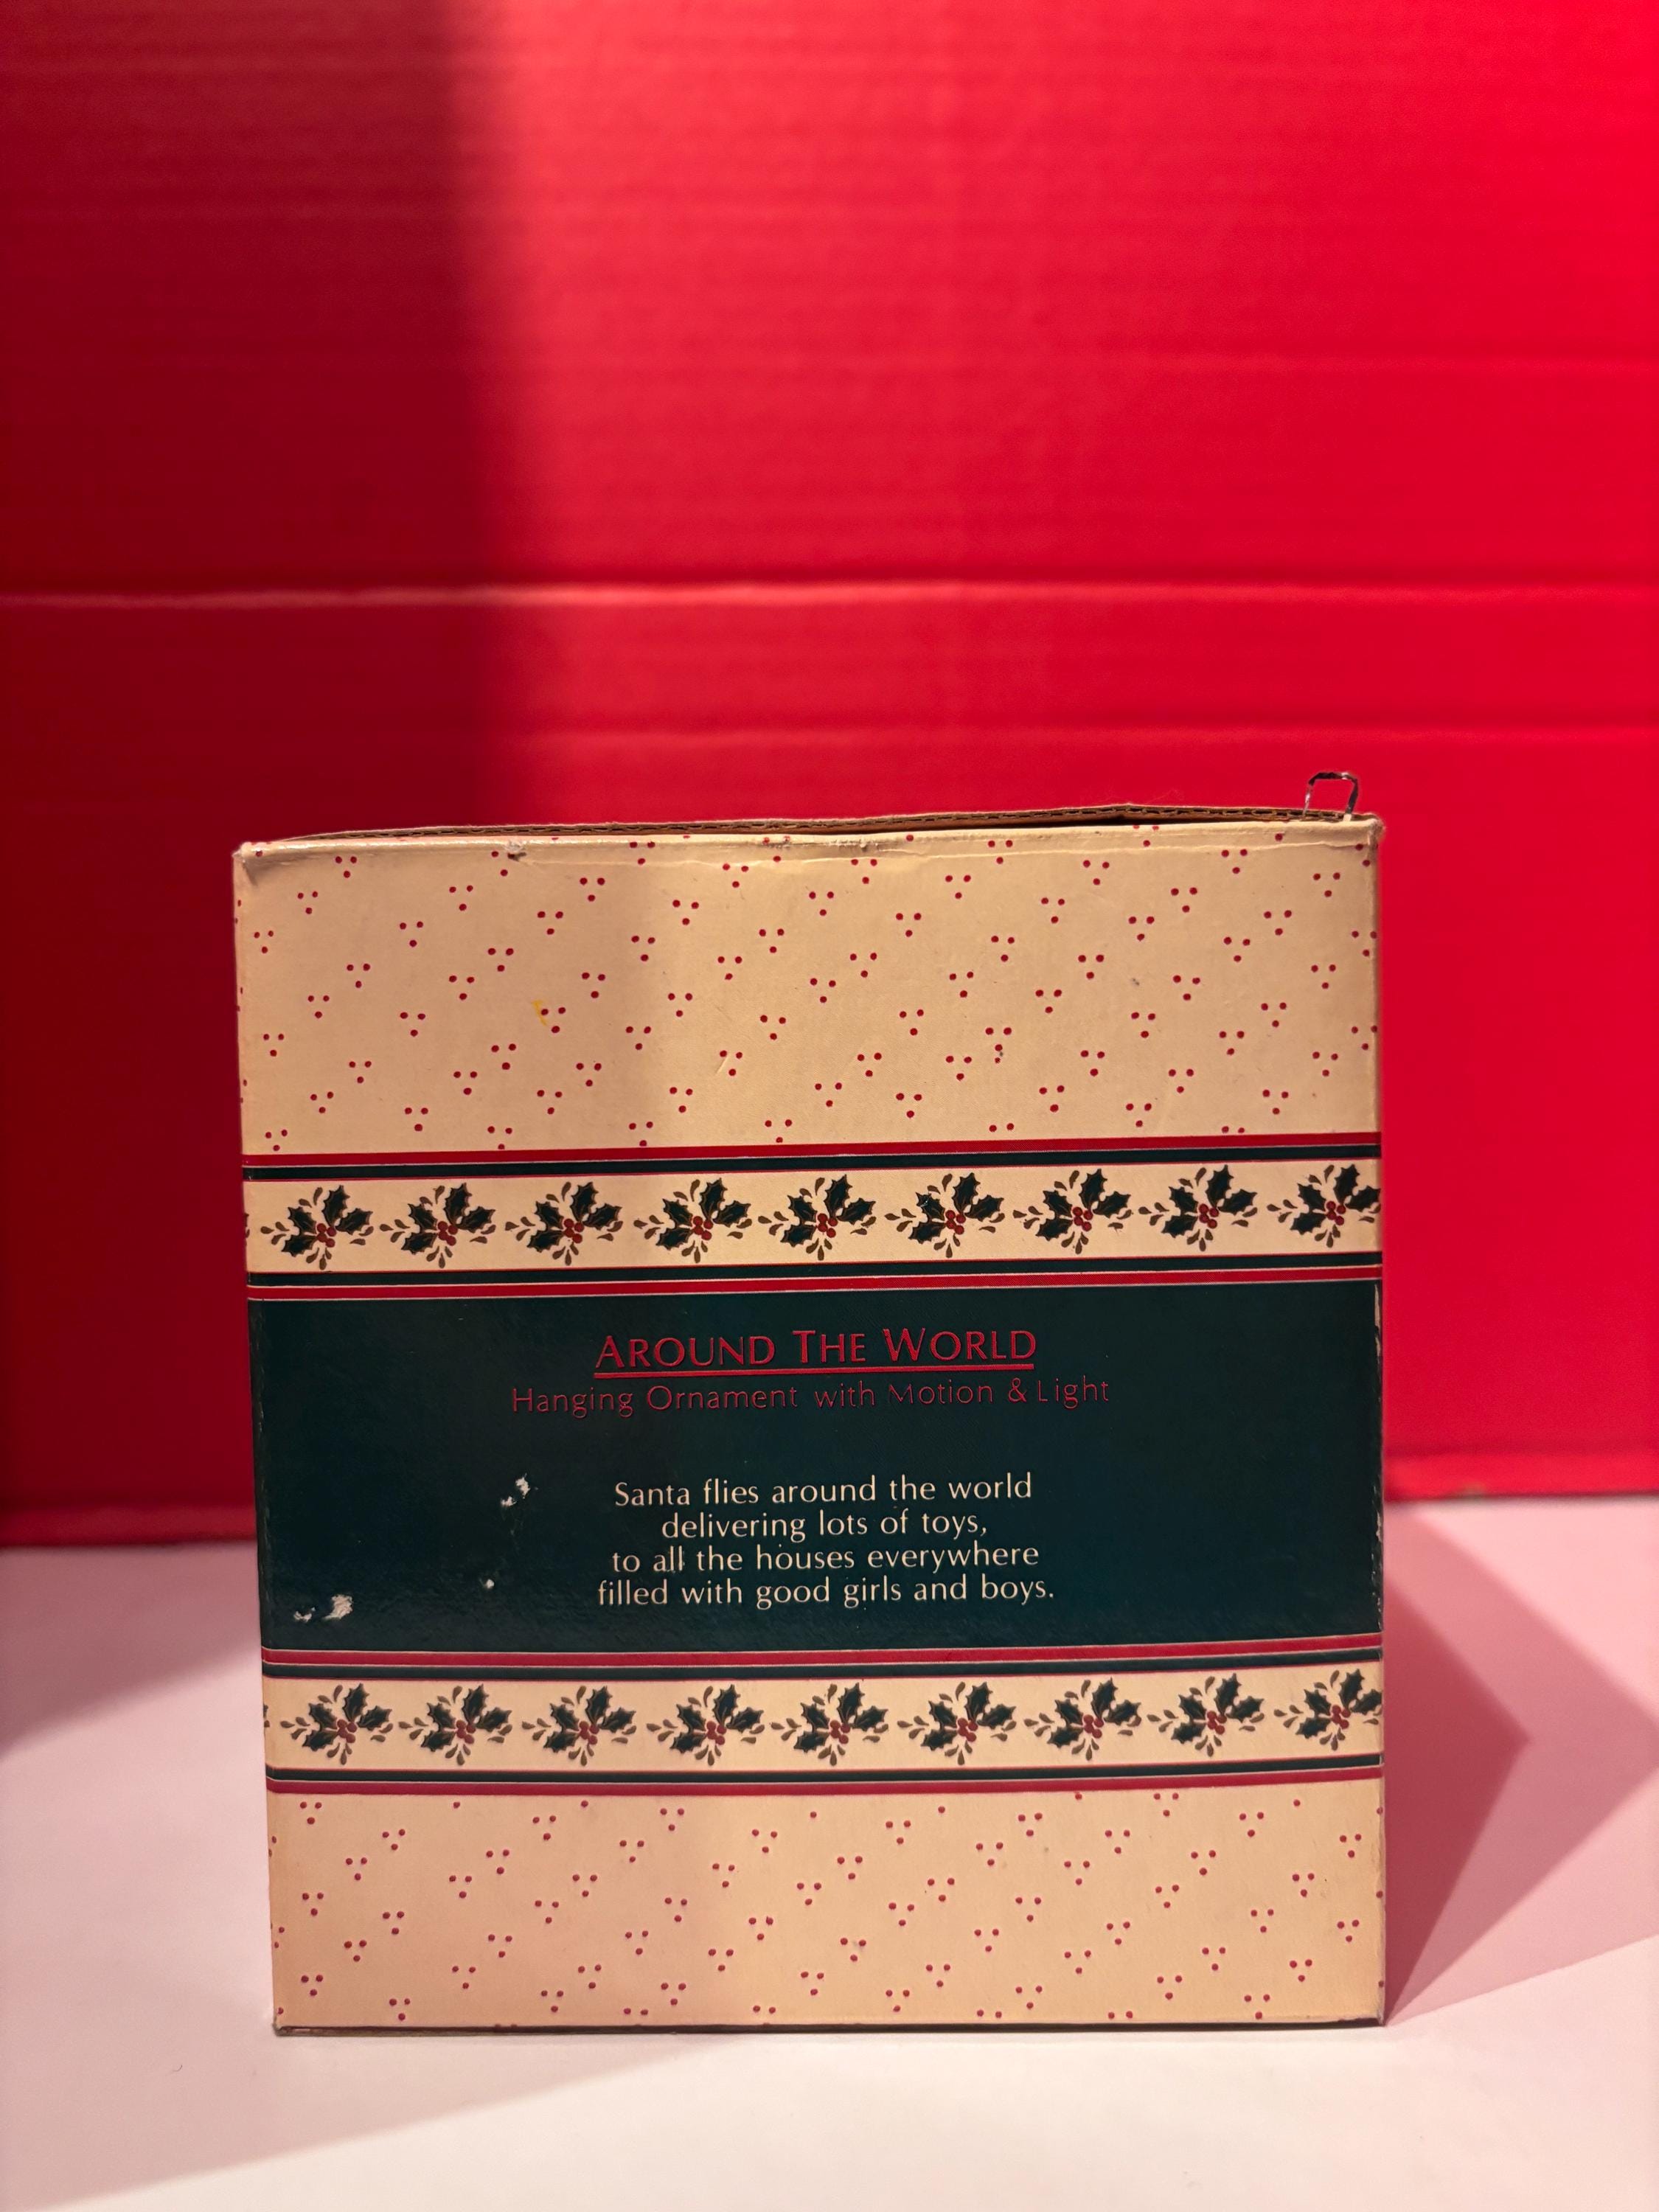 AROUND THE WORLD
Hanging Ornament with Motion & Light
Santa flies around the world
delivering lots of toys,
to all the houses everywhere
filled with good girls and boys.